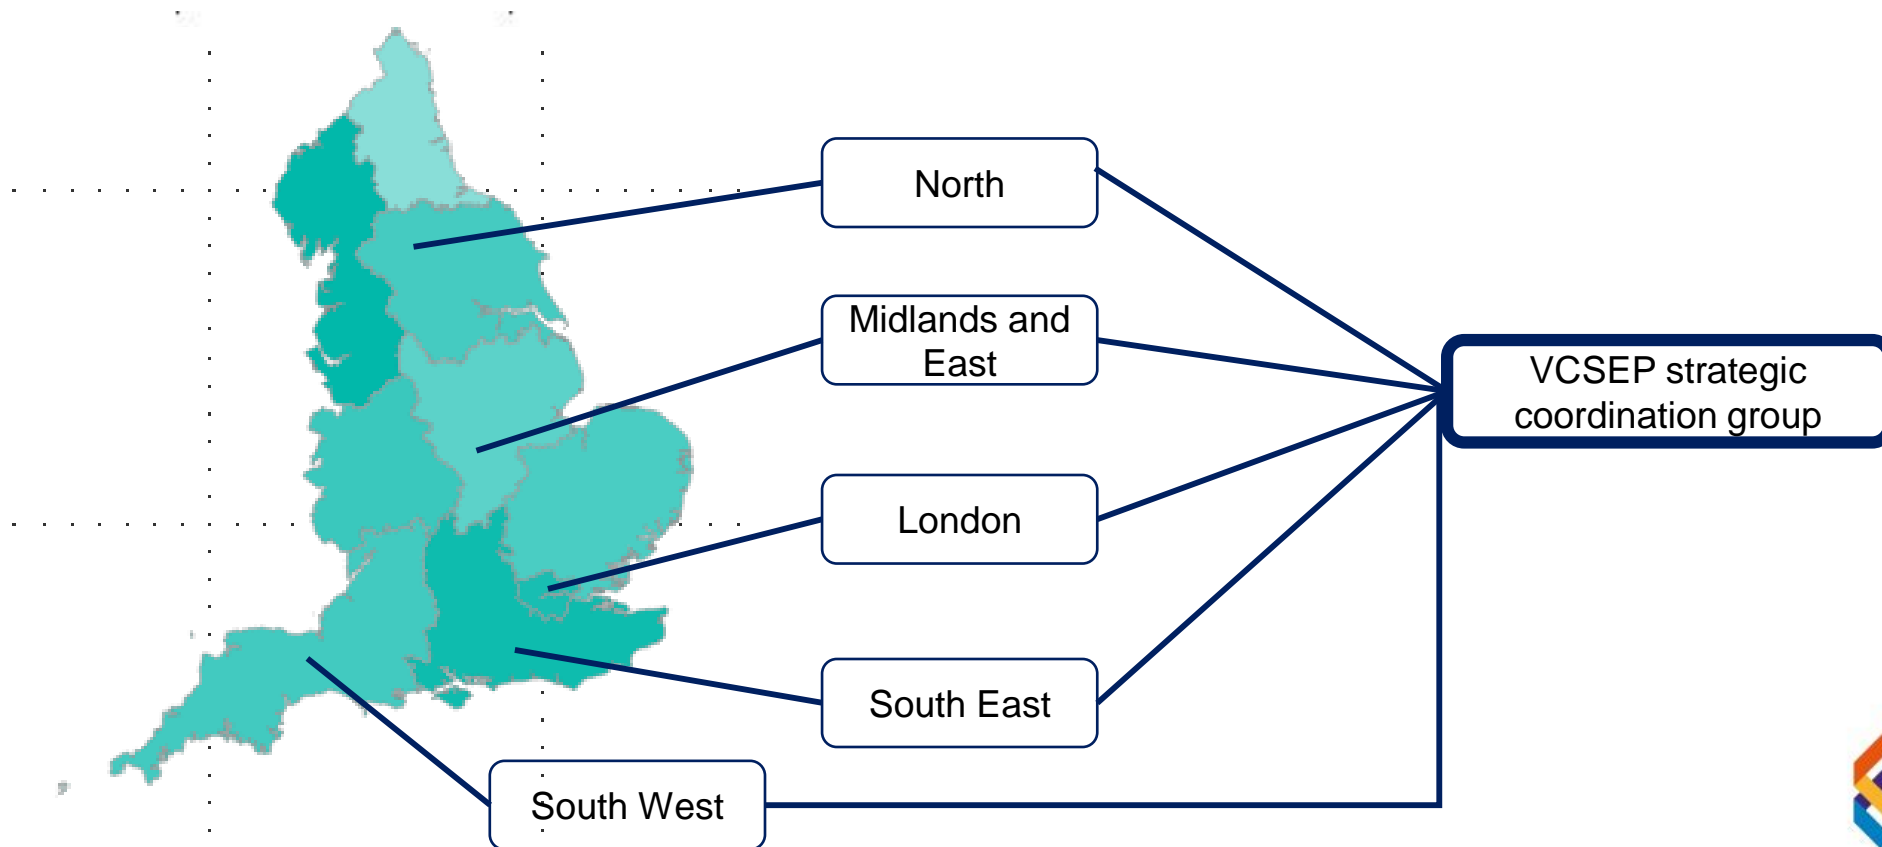 North
Midlands and
East
VCSEP strategic
coordination group
London
South East
South West